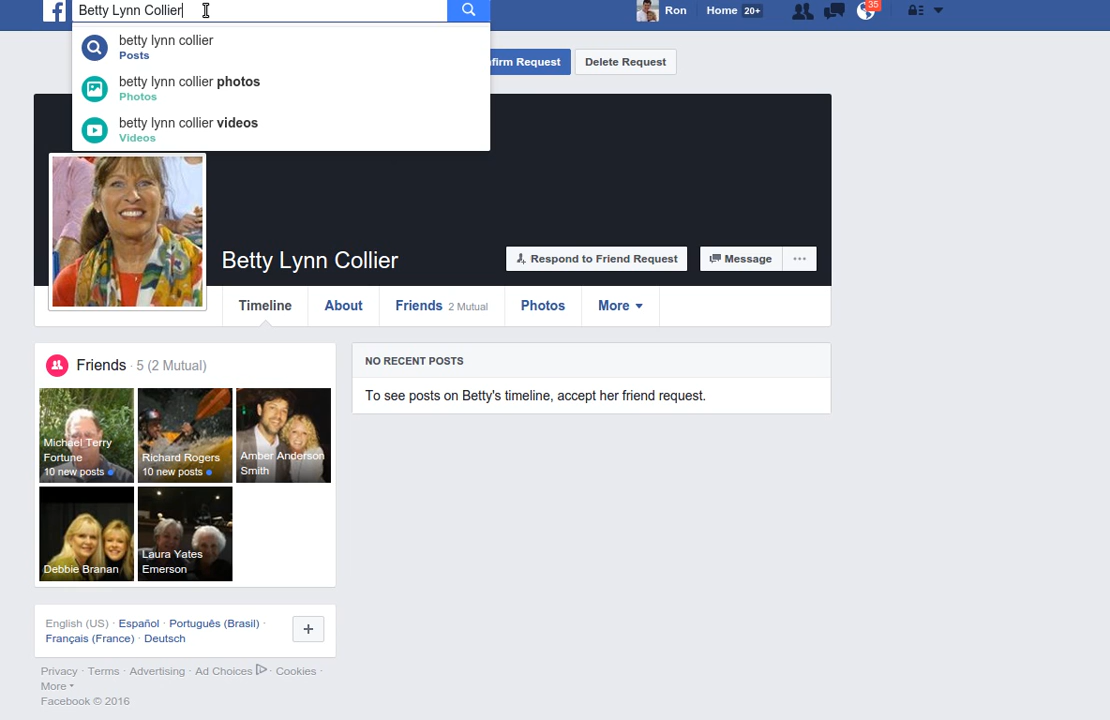 Betty Lynn Collier
Ron
Home 20+
35
betty lynn collier
Posts
betty lynn collier photos
Photos
betty lynn collier videos
Videos
firm Request
Delete Request
Betty Lynn Collier
Respond to Friend Request
Message
Timeline
About
Friends 2 Mutual
Photos
More
Friends · 5 (2 Mutual)
Michael Terry
Fortune
10 new posts
Richard Rogers
10 new posts
Amber Anderson
Smith
Debbie Branan
Laura Yates
Emerson
NO RECENT POSTS
To see posts on Betty's timeline, accept her friend request.
English (US) · Español · Português (Brasil) ·
Français (France) · Deutsch
Privacy · Terms · Advertising · Ad Choices · Cookies ·
More
Facebook © 2016